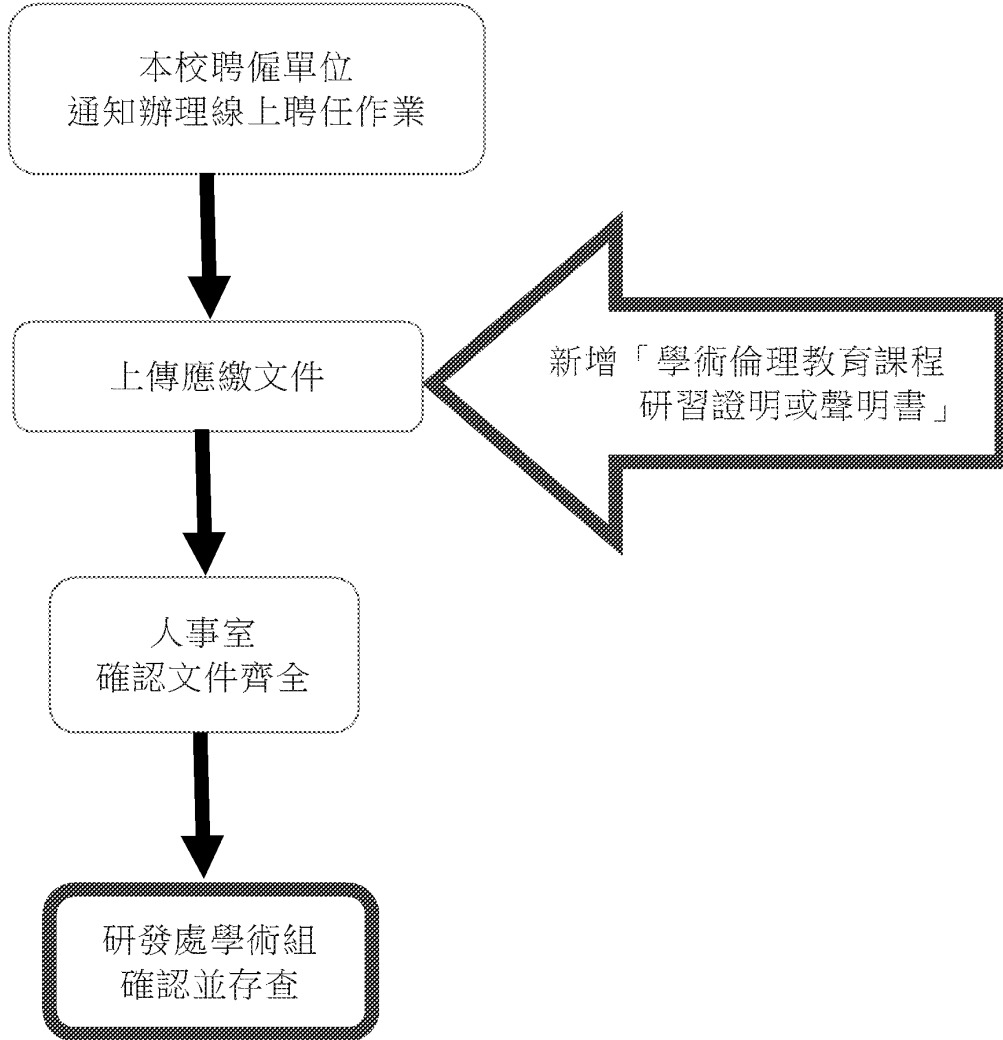 本校聘僱單位
通知辦理線上聘任作業
上傳應繳文件
新增「學術倫理教育課程
研習證明或聲明書」
人事室
確認文件齊全
研發處學術組
確認並存查